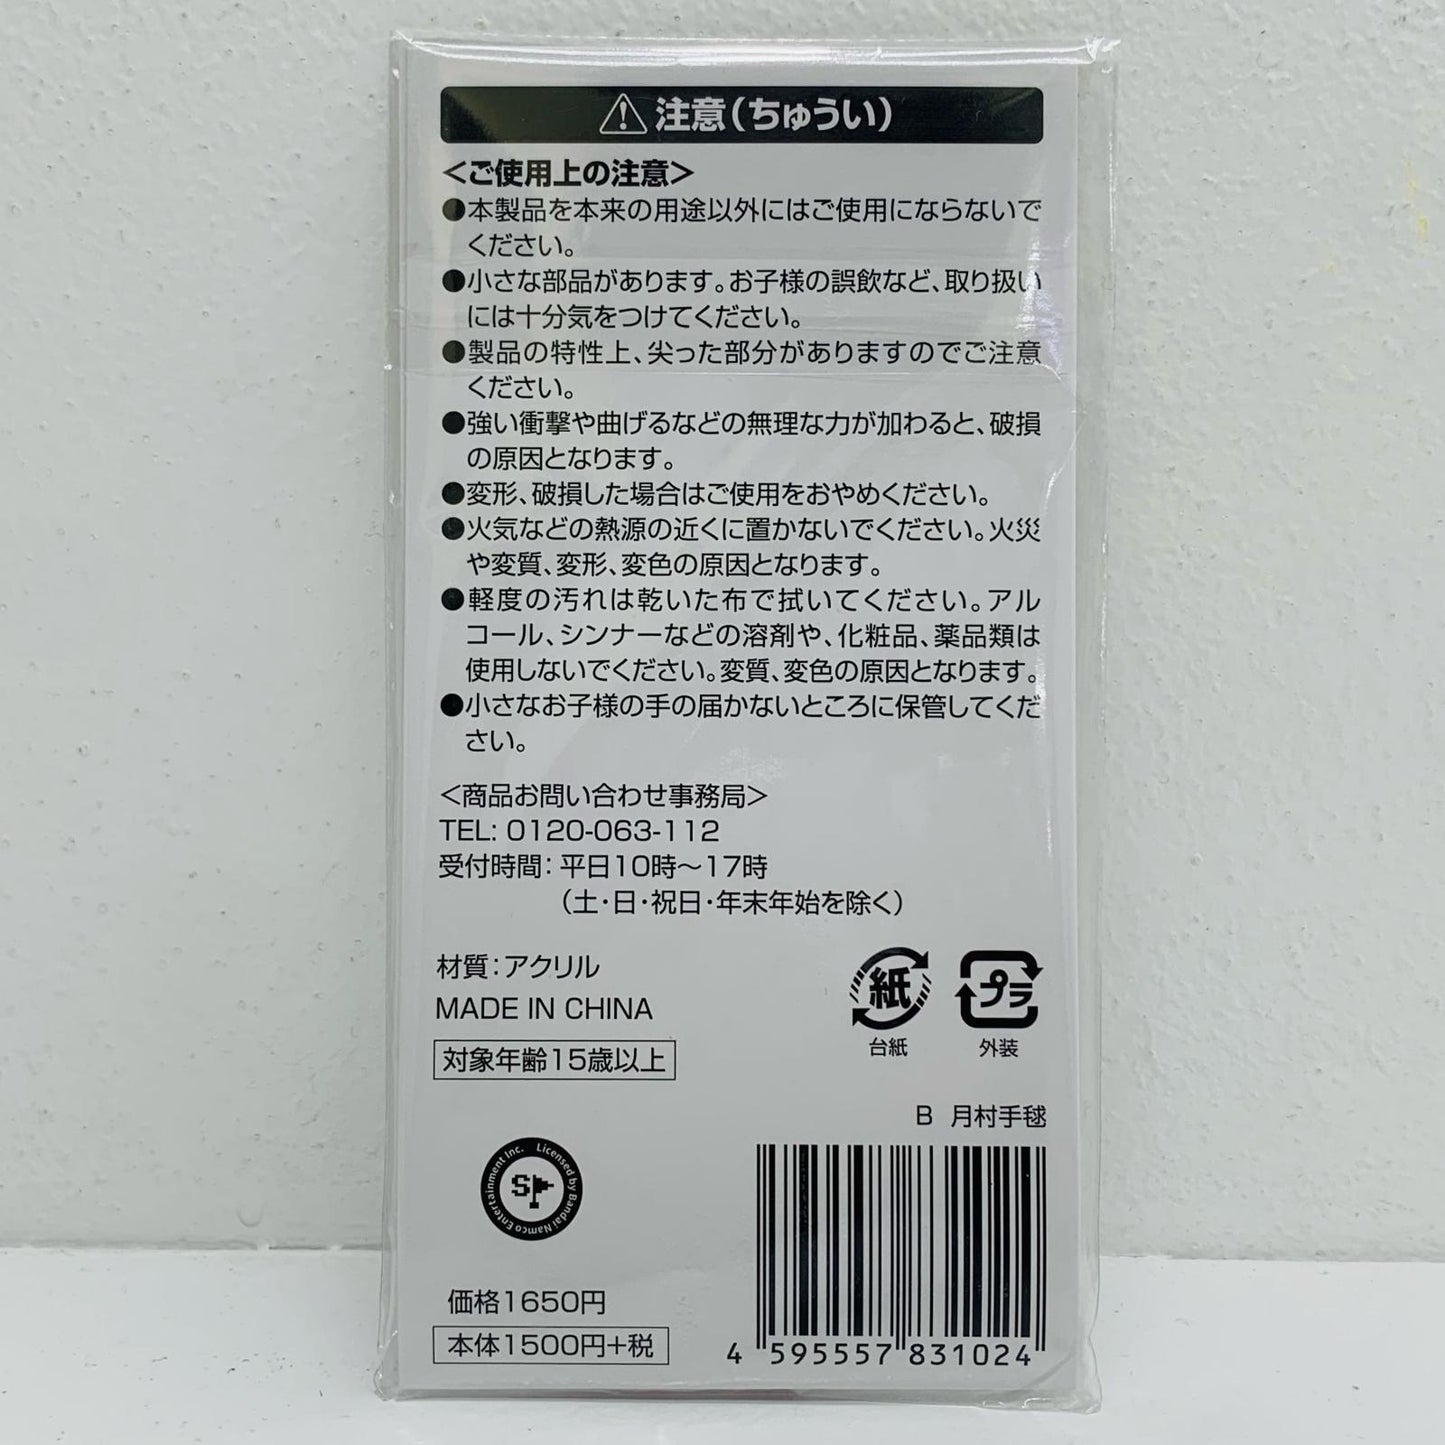 注意(ちゅうい)
<ご使用上の注意>
●本製品を本来の用途以外にはご使用にならないで
ください。
●小さな部品があります。お子様の誤飲など、取り扱い
には十分気をつけてください。
●製品の特性上、尖った部分がありますのでご注意
ください。
●強い衝撃や曲げるなどの無理な力が加わると、破損
の原因となります。
●変形、破損した場合はご使用をおやめください。
●火気などの熱源の近くに置かないでください。火災
や変質、変形、変色の原因となります。
●軽度の汚れは乾いた布で拭いてください。アル
コール、シンナーなどの溶剤や、化粧品、薬品類は
使用しないでください。変質、変色の原因となります。
●小さなお子様の手の届かないところに保管してくだ
さい。
<商品お問い合わせ事務局>
TEL: 0120-063-112
受付時間: 平日10時~17時
(土・日・祝日・年末年始を除く)
材質:アクリル
MADE IN CHINA
対象年齢15歳以上
紙
台紙
プラ
外装
B 月村手毬
Licensed by Bandai Namco Entertainment Inc.
S
価格1650円
本体1500円+税
4 595557 831024